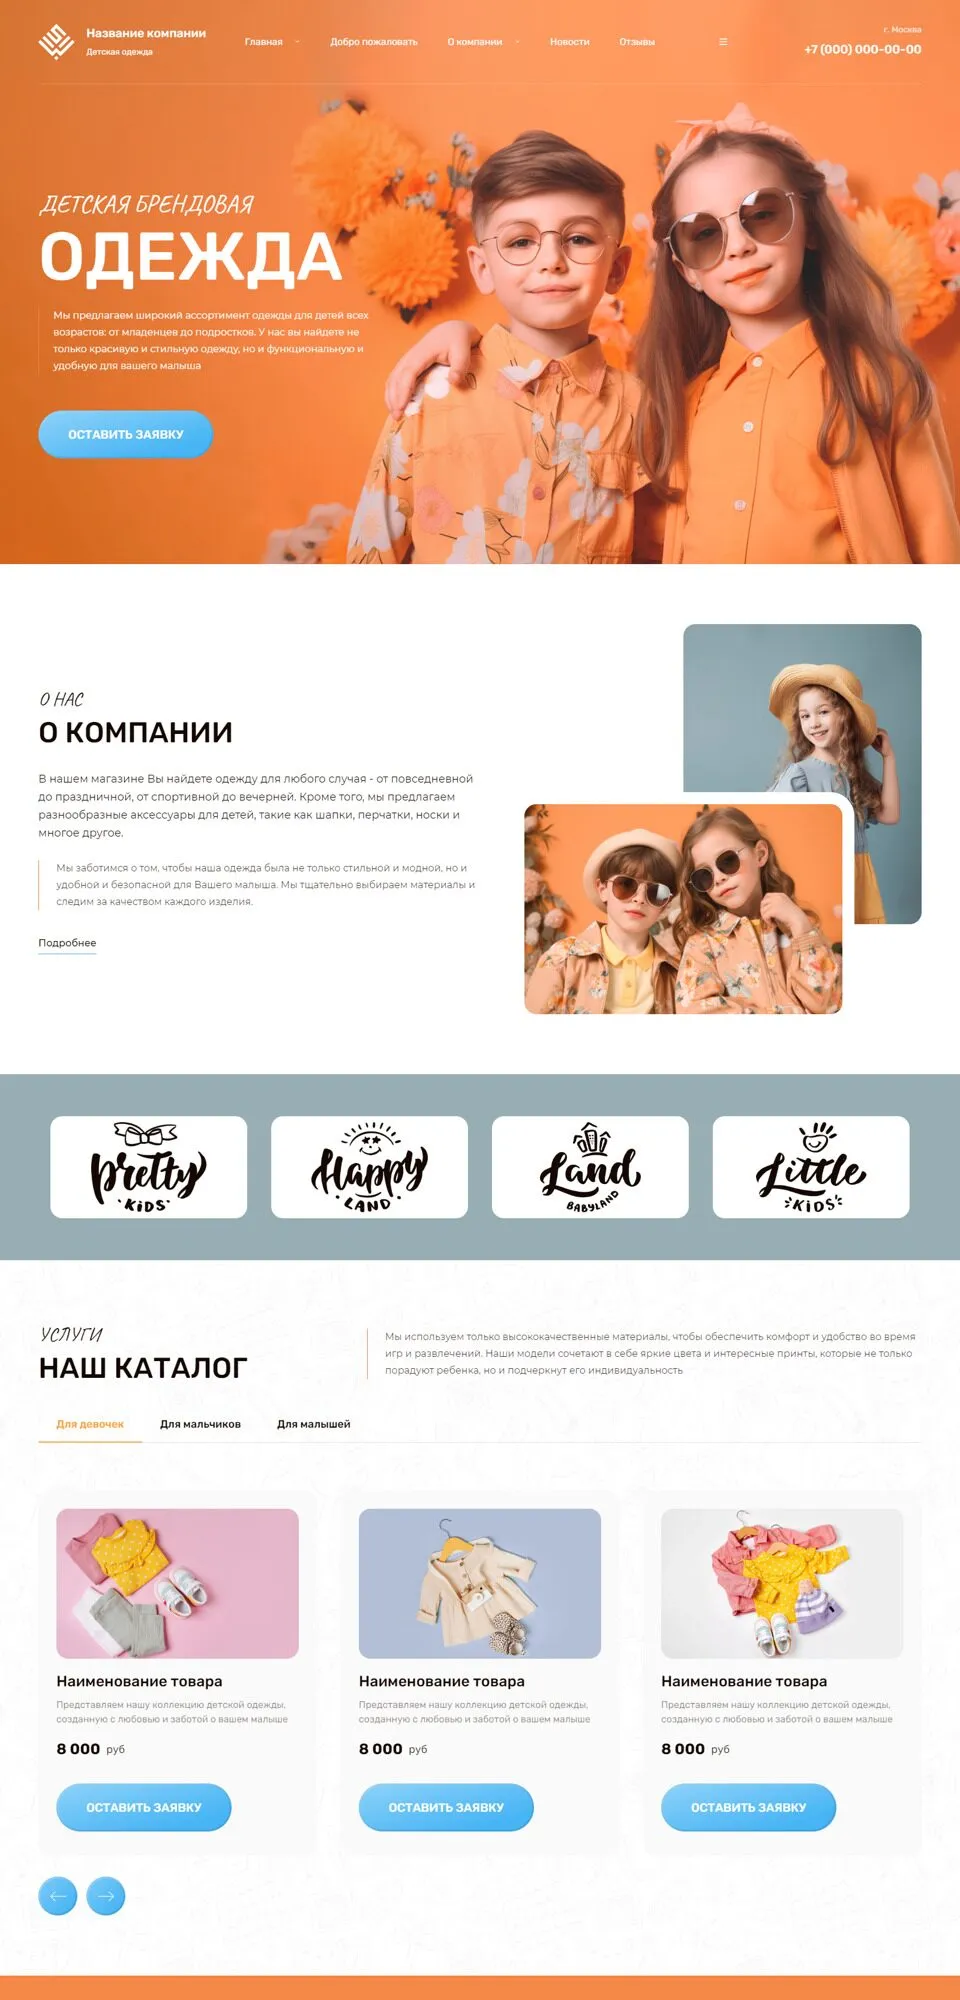 Название компании
Детская одежда
Главная
Добро пожаловать
О компании
Новости
Отзывы
г. Москва
+7 (000) 000-00-00
ДЕТСКАЯ БРЕНДОВАЯ
ОДЕЖДА
Мы предлагаем широкий ассортимент одежды для детей всех
возрастов: от младенцев до подростков. У нас вы найдете не
только красивую и стильную одежду, но и функциональную и
удобную для вашего малыша
ОСТАВИТЬ ЗАЯВКУ
О НАС
О КОМПАНИИ
В нашем магазине Вы найдете одежду для любого случая - от повседневной
до праздничной, от спортивной до вечерней. Кроме того, мы предлагаем
разнообразные аксессуары для детей, такие как шапки, перчатки, носки и
многое другое.
Мы заботимся о том, чтобы наша одежда была не только стильной и модной, но и
удобной и безопасной для Вашего малыша. Мы тщательно выбираем материалы и
следим за качеством каждого изделия.
Подробнее
Pretty
KIDS
Happy
LAND
Land
BABYLAND
Little
KIDS
УСЛУГИ
НАШ КАТАЛОГ
Мы используем только высококачественные материалы, чтобы обеспечить комфорт и удобство во время
игр и развлечений. Наши модели сочетают в себе яркие цвета и интересные принты, которые не только
порадуют ребенка, но и подчеркнут его индивидуальность
Для девочек
Для мальчиков
Для малышей
Наименование товара
Представляем нашу коллекцию детской одежды,
созданную с любовью и заботой о вашем малыше
8 000 руб
ОСТАВИТЬ ЗАЯВКУ
Наименование товара
Представляем нашу коллекцию детской одежды,
созданную с любовью и заботой о вашем малыше
8 000 руб
ОСТАВИТЬ ЗАЯВКУ
Наименование товара
Представляем нашу коллекцию детской одежды,
созданную с любовью и заботой о вашем малыше
8 000 руб
ОСТАВИТЬ ЗАЯВКУ